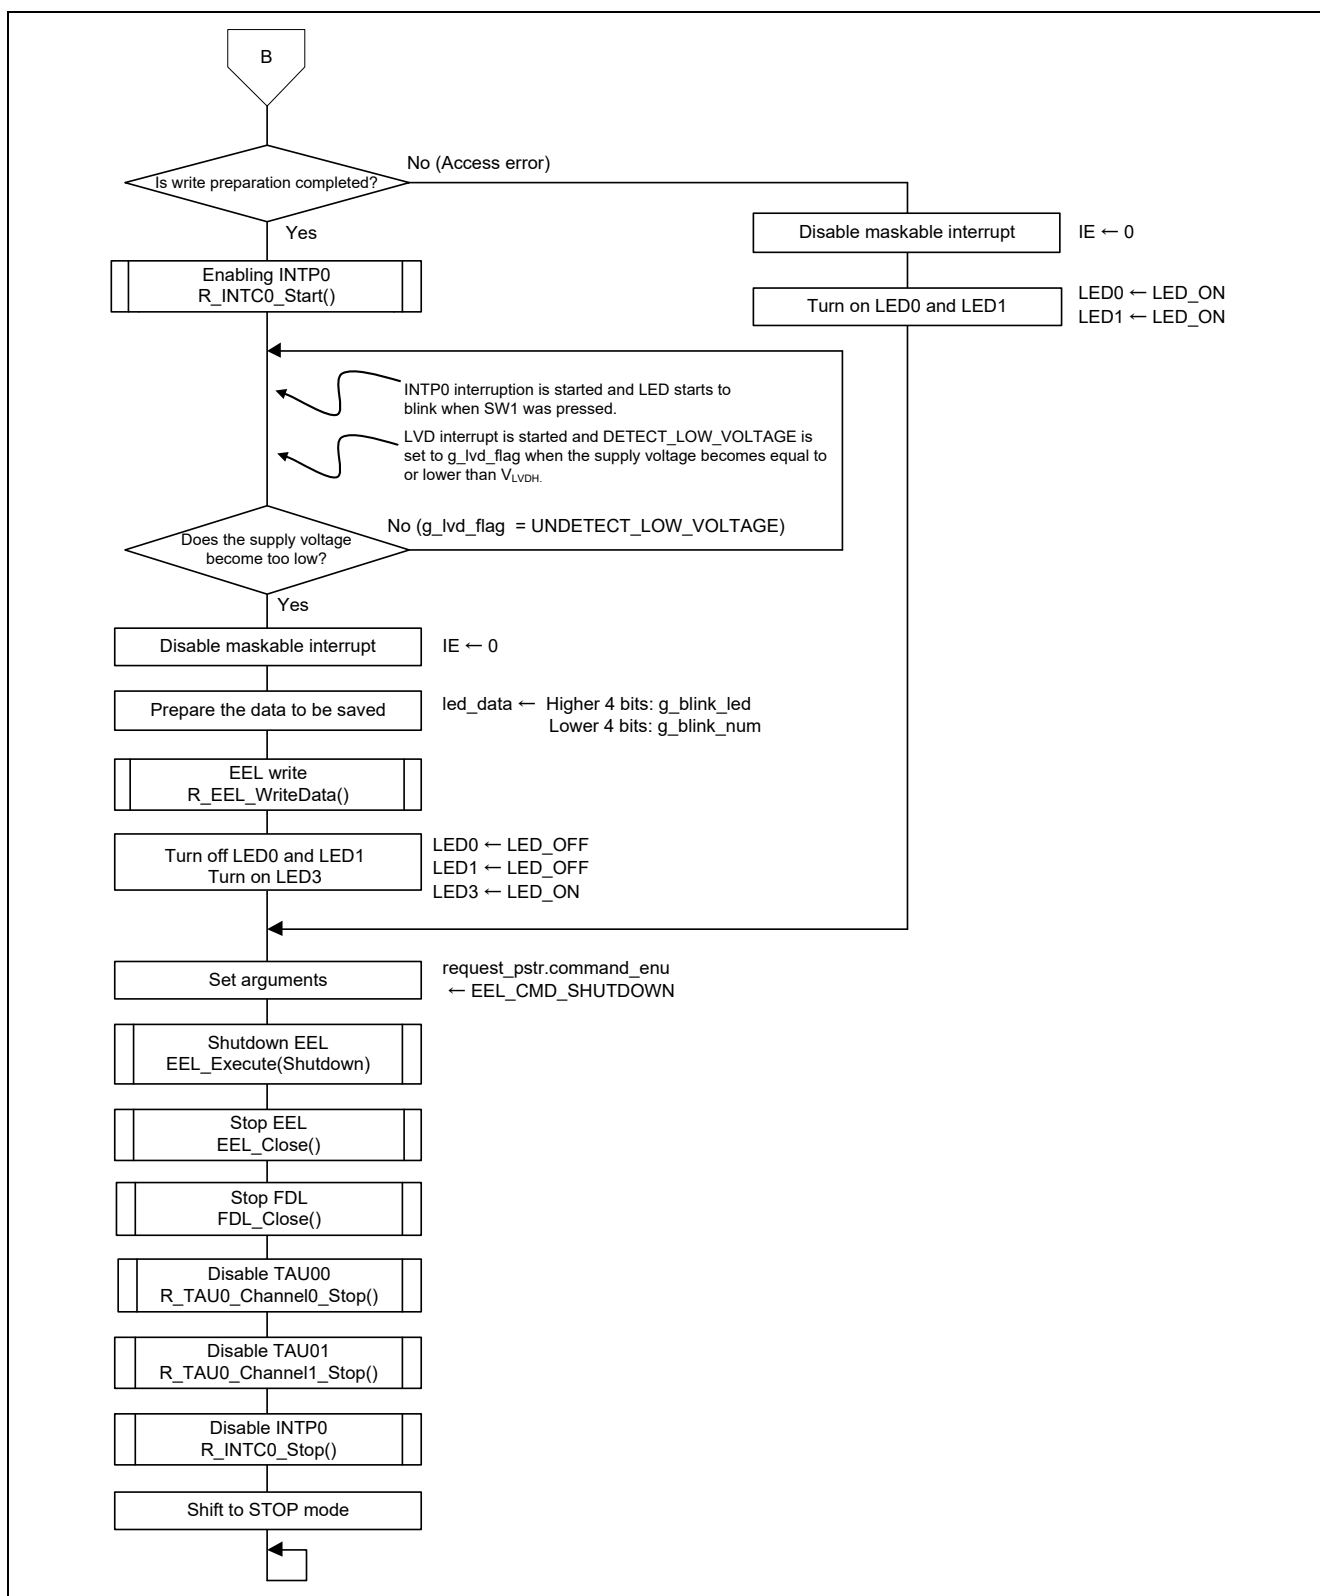 B
Is write preparation completed?
No (Access error)
Yes
Disable maskable interrupt
IE ← 0
Enabling INTP0
R_INTC0_Start()
Turn on LED0 and LED1
LED0 ← LED_ON
LED1 ← LED_ON
INTP0 interruption is started and LED starts to
blink when SW1 was pressed.
LVD interrupt is started and DETECT_LOW_VOLTAGE is
set to g_lvd_flag when the supply voltage becomes equal to
or lower than VLVDH.
No (g_lvd_flag = UNDETECT_LOW_VOLTAGE)
Does the supply voltage
become too low?
Yes
Disable maskable interrupt
IE ← 0
Prepare the data to be saved
led_data ← Higher 4 bits: g_blink_led
Lower 4 bits: g_blink_num
EEL write
R_EEL_WriteData()
Turn off LED0 and LED1
Turn on LED3
LED0 ← LED_OFF
LED1 ← LED_OFF
LED3 ← LED_ON
Set arguments
request_pstr.command_enu
← EEL_CMD_SHUTDOWN
Shutdown EEL
EEL_Execute(Shutdown)
Stop EEL
EEL_Close()
Stop FDL
FDL_Close()
Disable TAU00
R_TAU0_Channel0_Stop()
Disable TAU01
R_TAU0_Channel1_Stop()
Disable INTP0
R_INTC0_Stop()
Shift to STOP mode